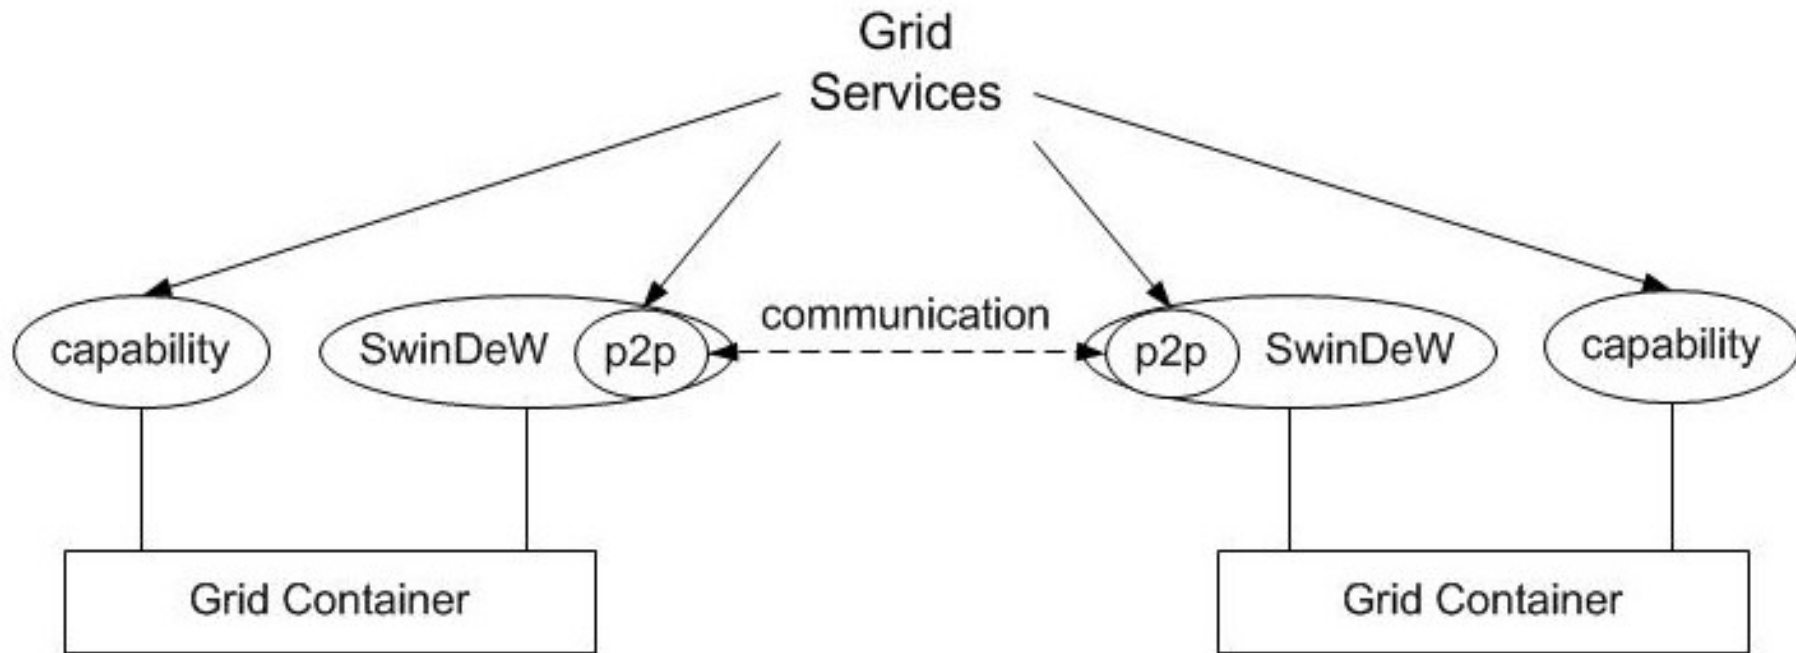 Grid
Services
communication
capability
SwinDeW
p2p
p2p
SwinDeW
capability
Grid Container
Grid Container